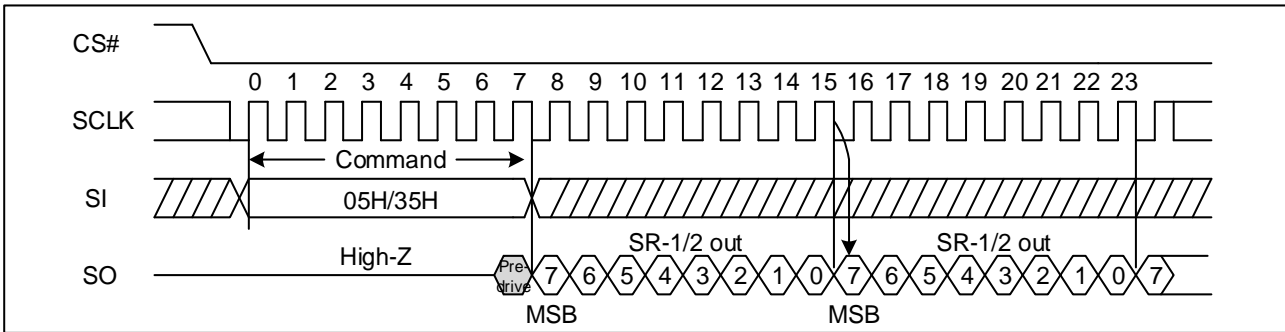 CS#
0 1 2 3 4 5 6 7 8 9 10 11 12 13 14 15 16 17 18 19 20 21 22 23
SCLK
Command
SI
05H/35H
High-Z
SR-1/2 out
SR-1/2 out
SO
Pre-
drive
7 6 5 4 3 2 1 0 7 6 5 4 3 2 1 0 7
MSB
MSB